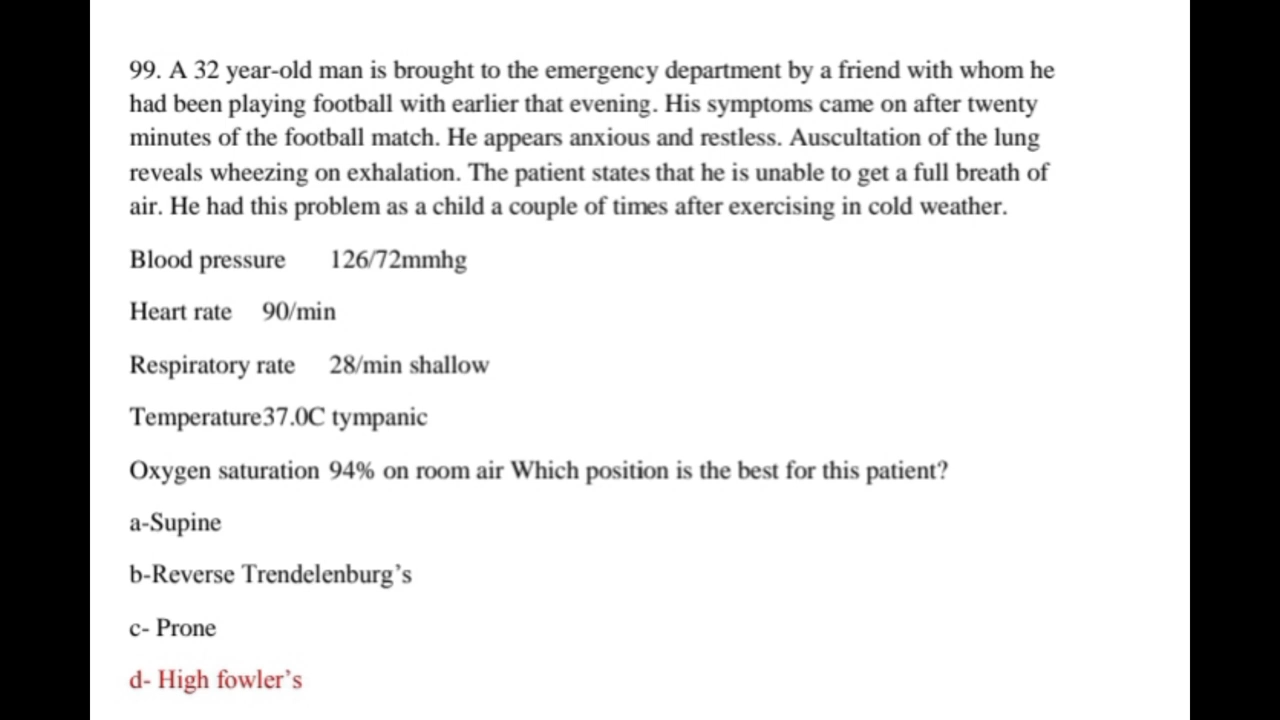 99. A 32 year-old man is brought to the emergency department by a friend with whom he
had been playing football with earlier that evening. His symptoms came on after twenty
minutes of the football match. He appears anxious and restless. Auscultation of the lung
reveals wheezing on exhalation. The patient states that he is unable to get a full breath of
air. He had this problem as a child a couple of times after exercising in cold weather.
Blood pressure 126/72mmhg
Heart rate 90/min
Respiratory rate 28/min shallow
Temperature37.0C tympanic
Oxygen saturation 94% on room air Which position is the best for this patient?
a-Supine
b-Reverse Trendelenburg’s
c- Prone
d- High fowler’s